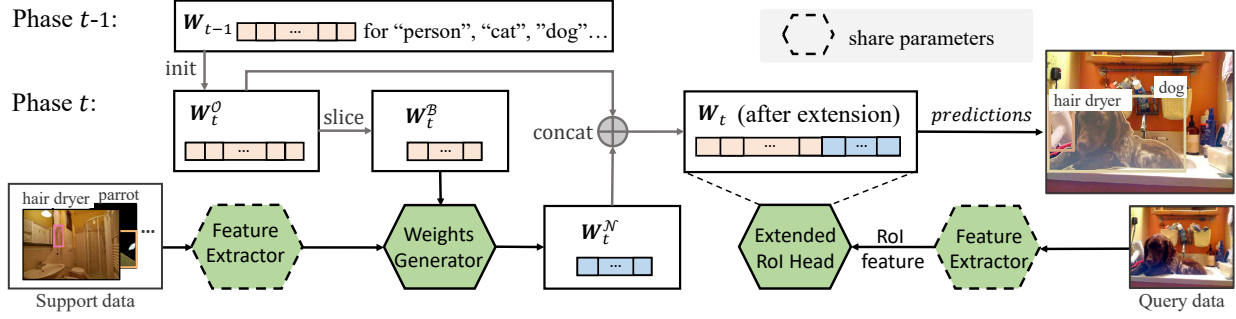 Phase t-1:
W_{t-1} ... for “person”, “cat”, ”dog”…
share parameters
init
Phase t:
W_t^𝒪
...
slice
W_t^ℬ
...
concat
W_t (after extension)
... ...
predictions
hair dryer
dog
hair dryer
parrot
...
Support data
Feature
Extractor
Weights
Generator
W_t^𝒩
...
Extended
RoI Head
RoI
feature
Feature
Extractor
Query data